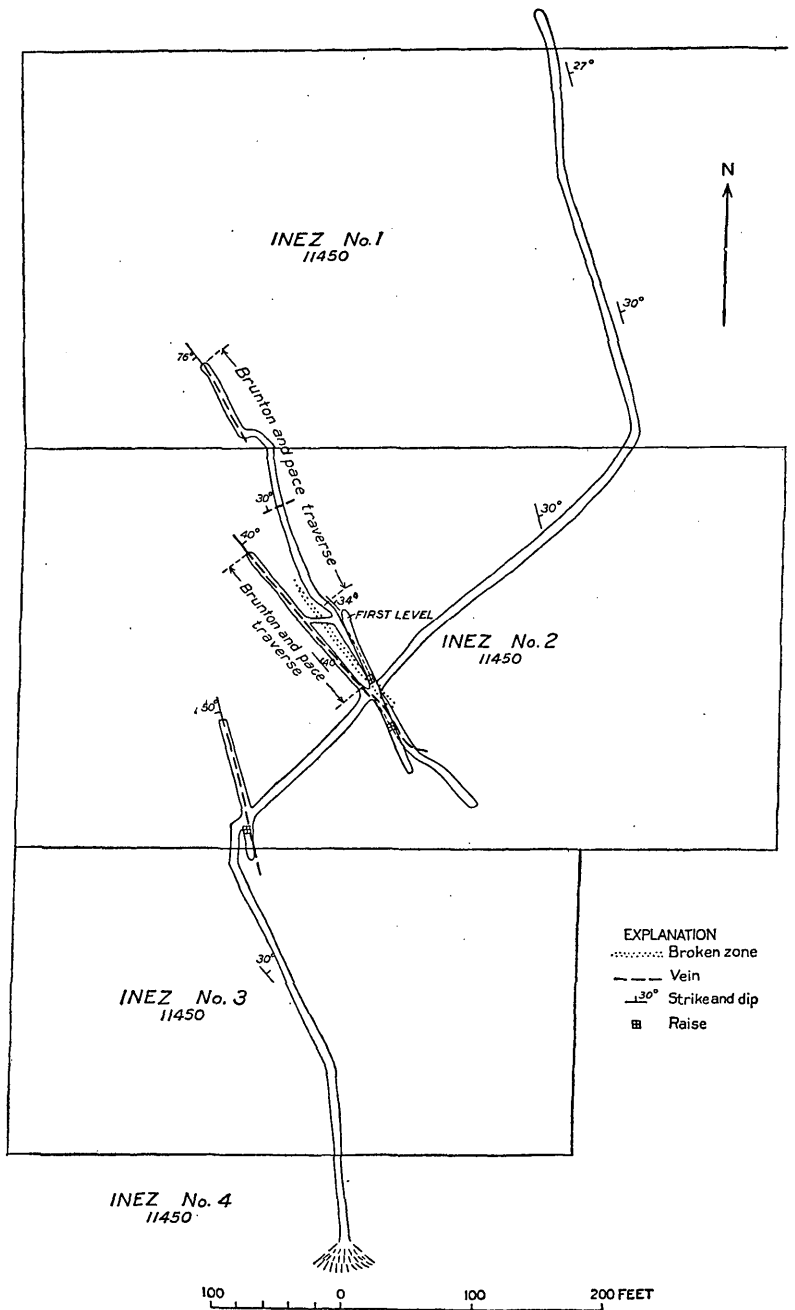 27°
N
INEZ No. 1
11450
30°
76°
Brunton and pace traverse
30°
30°
40°
34°
FIRST LEVEL
Brunton and pace
traverse
INEZ No. 2
11450
50°
EXPLANATION
Broken zone
Vein
30° Strike and dip
Raise
30°
INEZ No. 3
11450
INEZ No. 4
11450
100 0 100 200 FEET